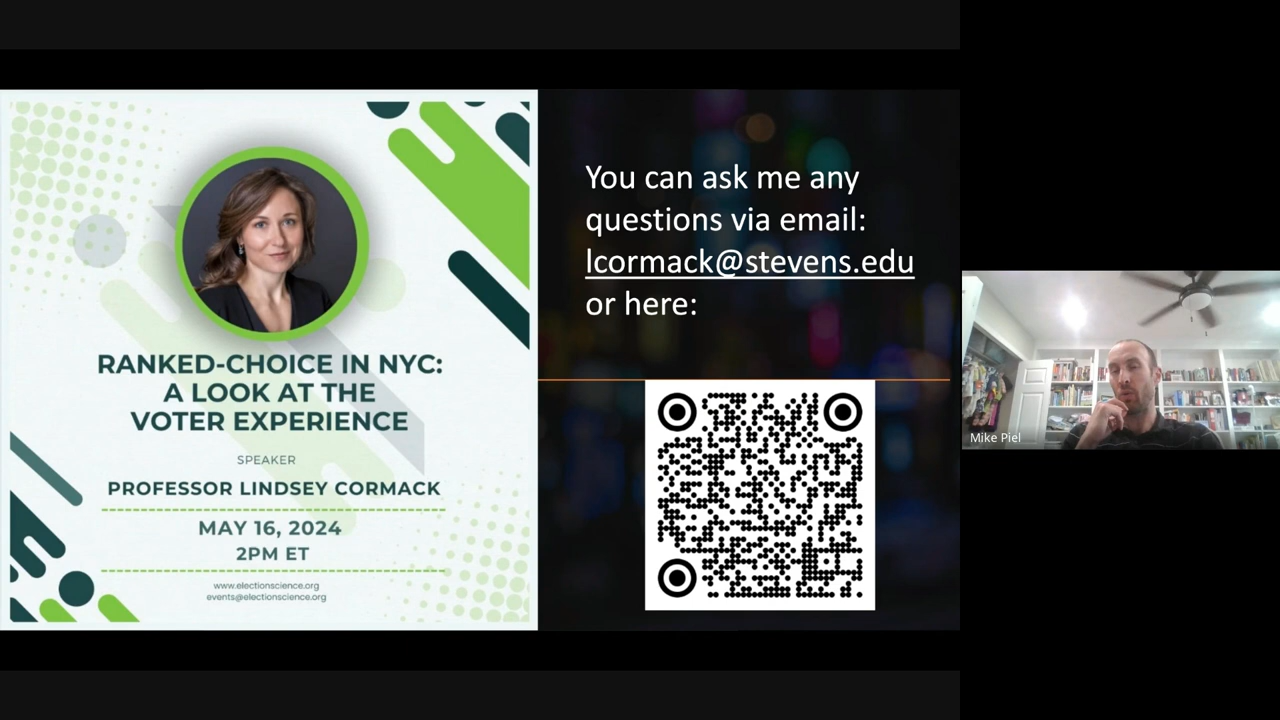 RANKED-CHOICE IN NYC:
A LOOK AT THE
VOTER EXPERIENCE
SPEAKER
PROFESSOR LINDSEY CORMACK
MAY 16, 2024
2PM ET
www.electionscience.org
events@electionscience.org
You can ask me any
questions via email:
lcormack@stevens.edu
or here:
Mike Piel